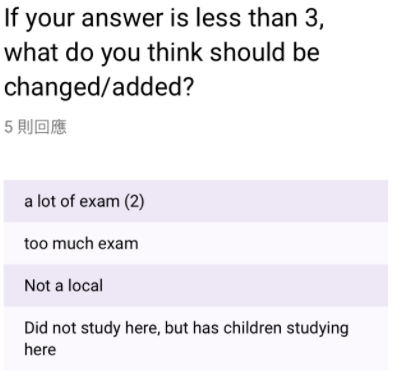 If your answer is less than 3,
what do you think should be
changed/added?
5 則回應
a lot of exam (2)
too much exam
Not a local
Did not study here, but has children studying
here